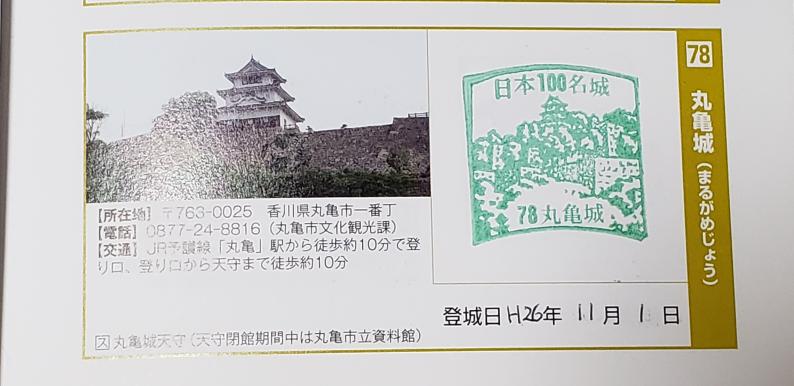 【所在地】〒763-0025 香川県丸亀市一番丁
【電話】0877-24-8816（丸亀市文化観光課）
【交通】JR予讃線「丸亀」駅から徒歩約10分で登
り口、登り口から天守まで徒歩約10分
ス 丸亀城天守（天守閉館期間中は丸亀市立資料館）
日本100名城
78 丸亀城
登城日 H26年 11月 1日
78 丸亀城（まるがめじょう）